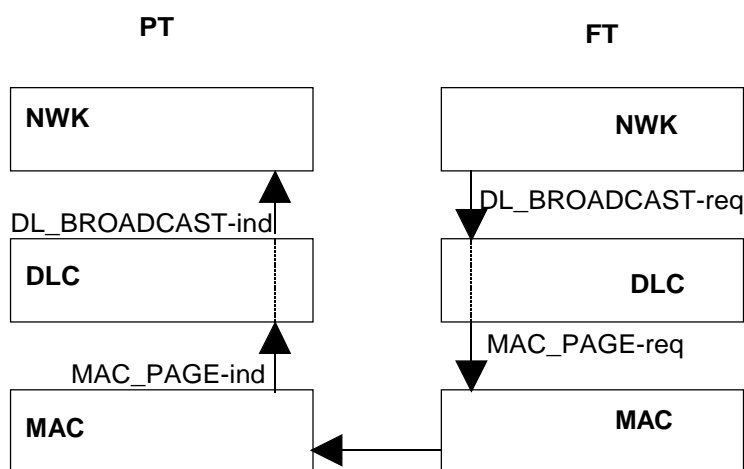 PT
FT
NWK
NWK
DL_BROADCAST-ind
DL_BROADCAST-req
DLC
DLC
MAC_PAGE-ind
MAC_PAGE-req
MAC
MAC